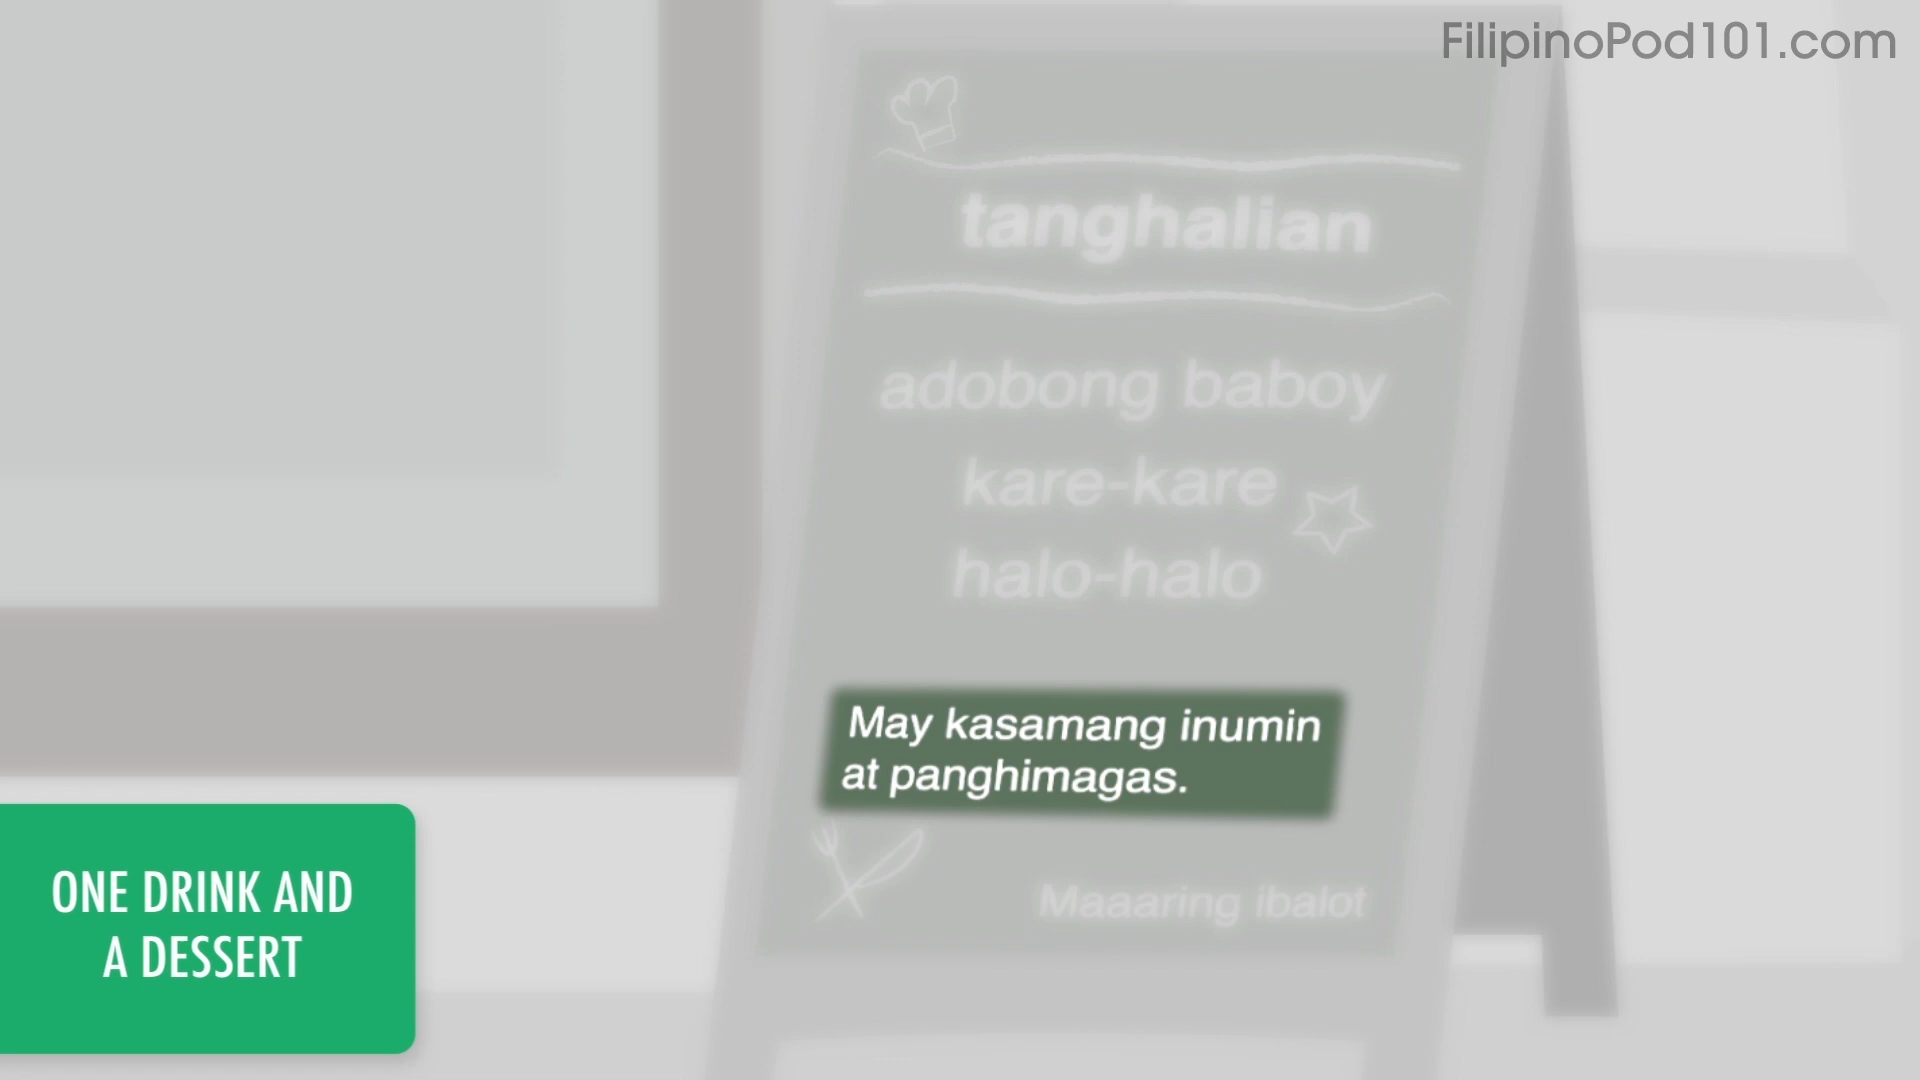 FilipinoPod101.com
tanghalian
adobong baboy
kare-kare
halo-halo
May kasamang inumin
at panghimagas.
Maaaring ibalot
ONE DRINK AND
A DESSERT